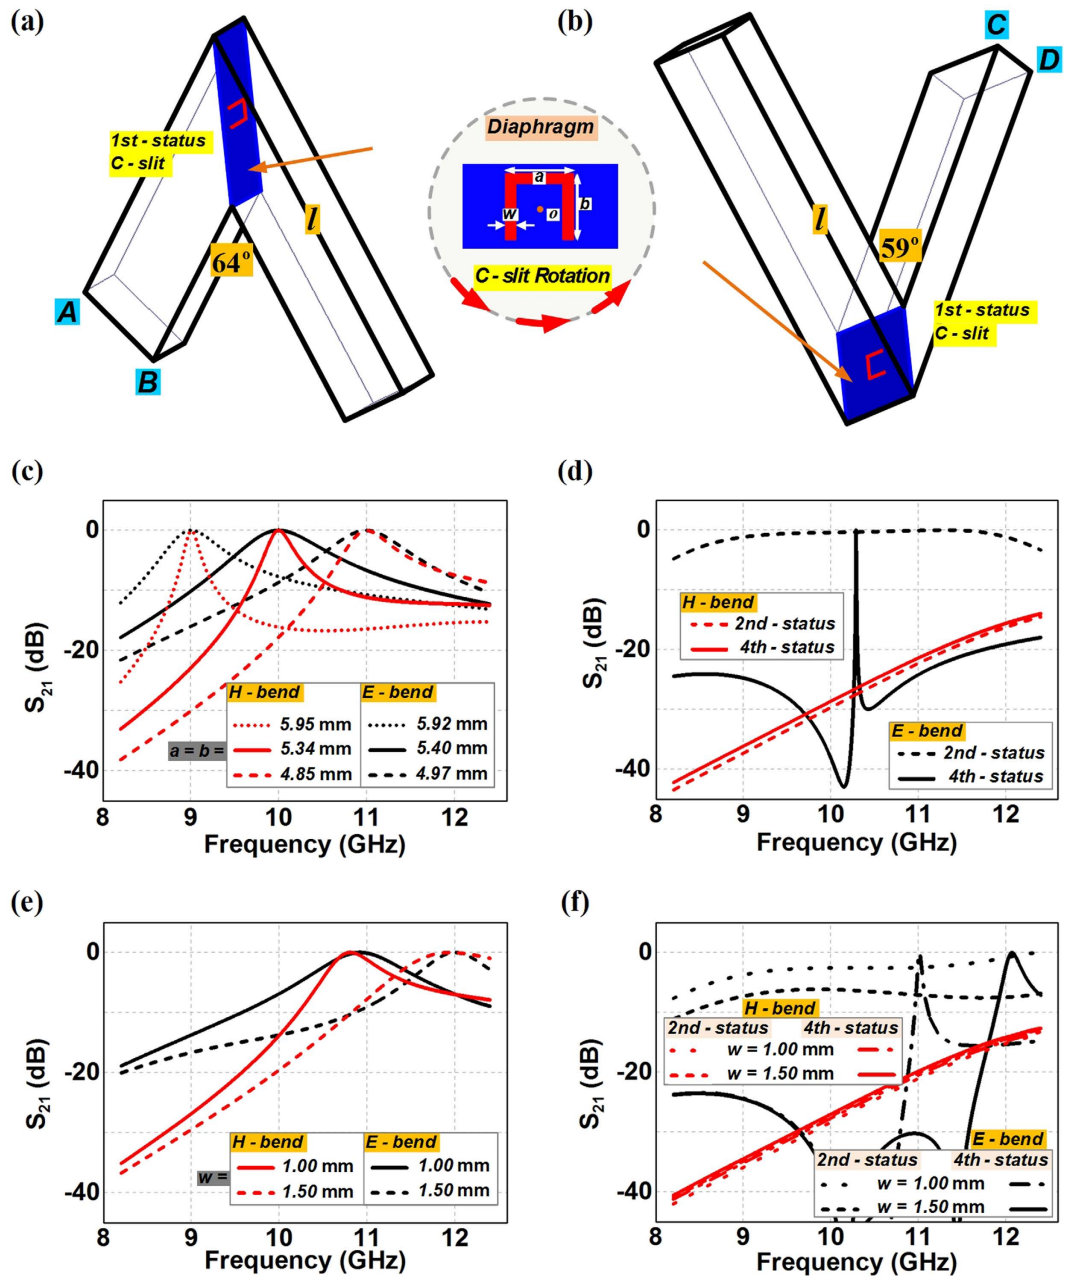 (a)
(b)
C
D
Diaphragm
1st - status
C - slit
a
b
w
o
l
l
64°
59°
C - slit Rotation
1st - status
C - slit
A
B
(c)
(d)
0
-20
-40
S21 (dB)
H - bend
E - bend
5.95 mm
5.92 mm
a = b =
5.34 mm
5.40 mm
4.85 mm
4.97 mm
8
9
10
11
12
Frequency (GHz)
0
-20
-40
S21 (dB)
H - bend
2nd - status
4th - status
E - bend
2nd - status
4th - status
8
9
10
11
12
Frequency (GHz)
(e)
(f)
0
-20
-40
S21 (dB)
H - bend
E - bend
w =
1.00 mm
1.00 mm
1.50 mm
1.50 mm
8
9
10
11
12
Frequency (GHz)
0
-20
-40
S21 (dB)
H - bend
2nd - status
4th - status
w = 1.00 mm
w = 1.50 mm
E - bend
2nd - status
4th - status
w = 1.00 mm
w = 1.50 mm
8
9
10
11
12
Frequency (GHz)